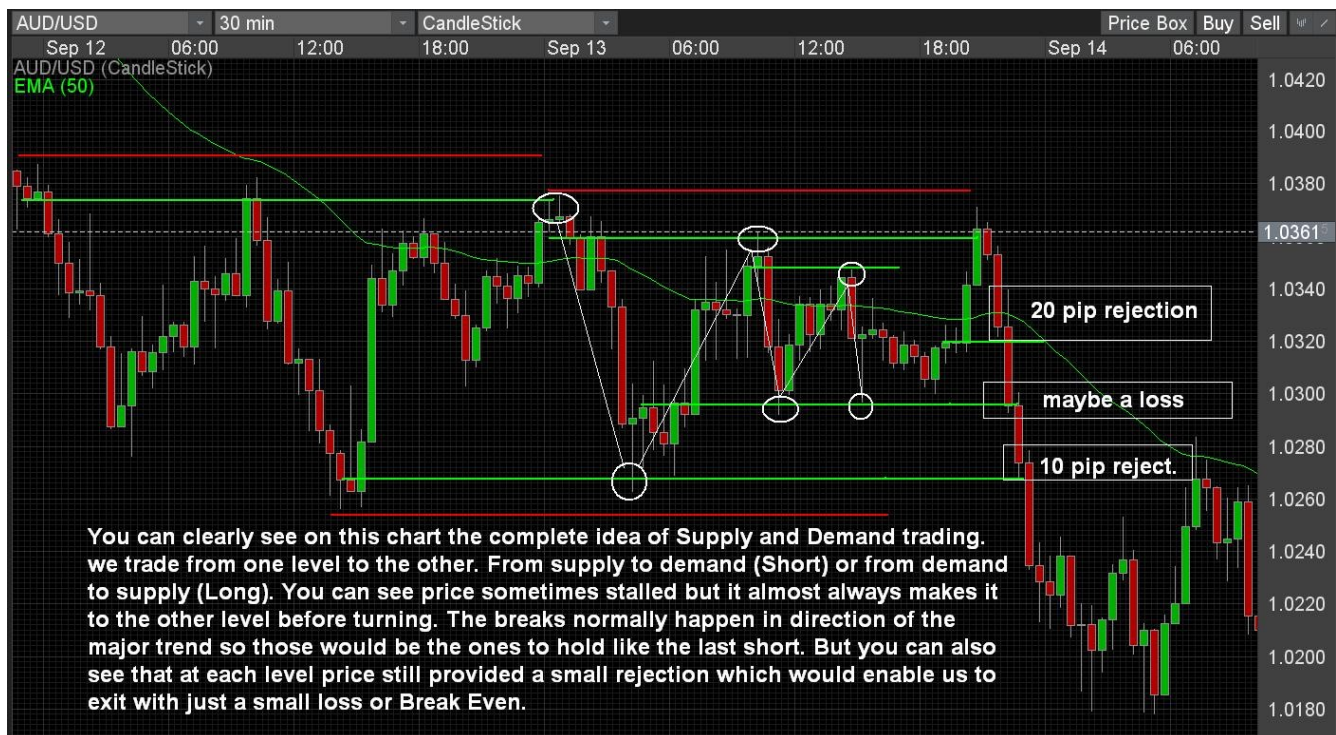 AUD/USD 30 min CandleStick Price Box Buy Sell
Sep 12 06:00 12:00 18:00 Sep 13 06:00 12:00 18:00 Sep 14 06:00
AUD/USD (CandleStick)
EMA (50)
1.0420
1.0400
1.0380
1.03615
1.0340
20 pip rejection
1.0320
1.0300
maybe a loss
1.0280
10 pip reject.
1.0260
You can clearly see on this chart the complete idea of Supply and Demand trading.
we trade from one level to the other. From supply to demand (Short) or from demand
to supply (Long). You can see price sometimes stalled but it almost always makes it
to the other level before turning. The breaks normally happen in direction of the
major trend so those would be the ones to hold like the last short. But you can also
see that at each level price still provided a small rejection which would enable us to
exit with just a small loss or Break Even.
1.0240
1.0220
1.0200
1.0180